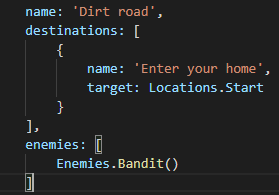 name: 'Dirt road',
destinations: [
{
name: 'Enter your home',
target: Locations.Start
}
],
enemies: [
Enemies.Bandit()
]